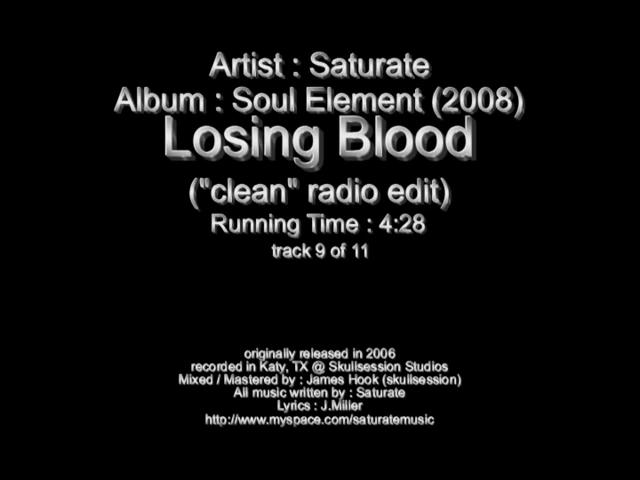 Artist : Saturate
Album : Soul Element (2008)
Losing Blood
("clean" radio edit)
Running Time : 4:28
track 9 of 11
originally released in 2006
recorded in Katy, TX @ Skullsession Studios
Mixed / Mastered by : James Hook (skullsession)
All music written by : Saturate
Lyrics : J.Miller
http://www.myspace.com/saturatemusic